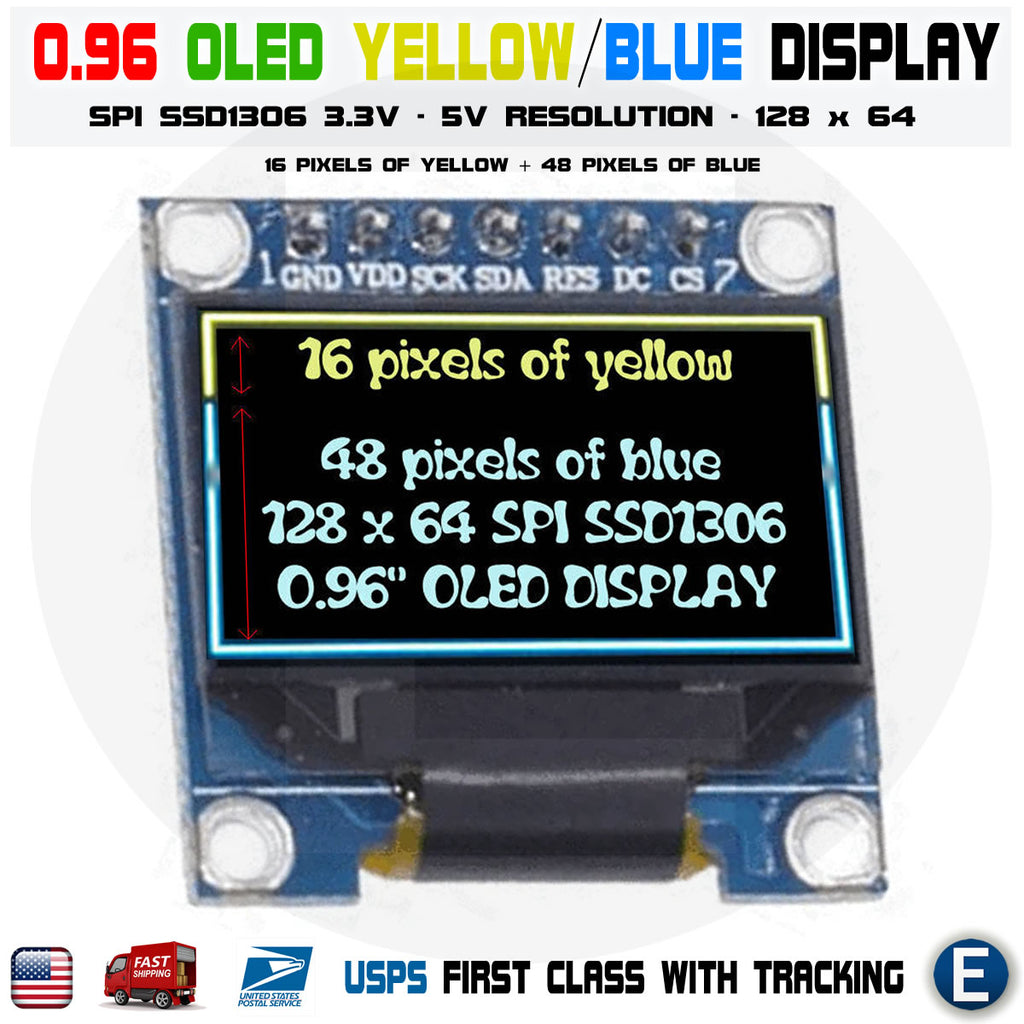 0.96 OLED YELLOW/BLUE DISPLAY
SPI SSD1306 3.3V - 5V RESOLUTION - 128 x 64
16 PIXELS OF YELLOW + 48 PIXELS OF BLUE
1 GND VDD SCK SDA RES DC CS 7
16 pixels of yellow
48 pixels of blue
128 x 64 SPI SSD1306
0.96" OLED DISPLAY
FAST
SHIPPING
UNITED STATES
POSTAL SERVICE
USPS FIRST CLASS WITH TRACKING
E